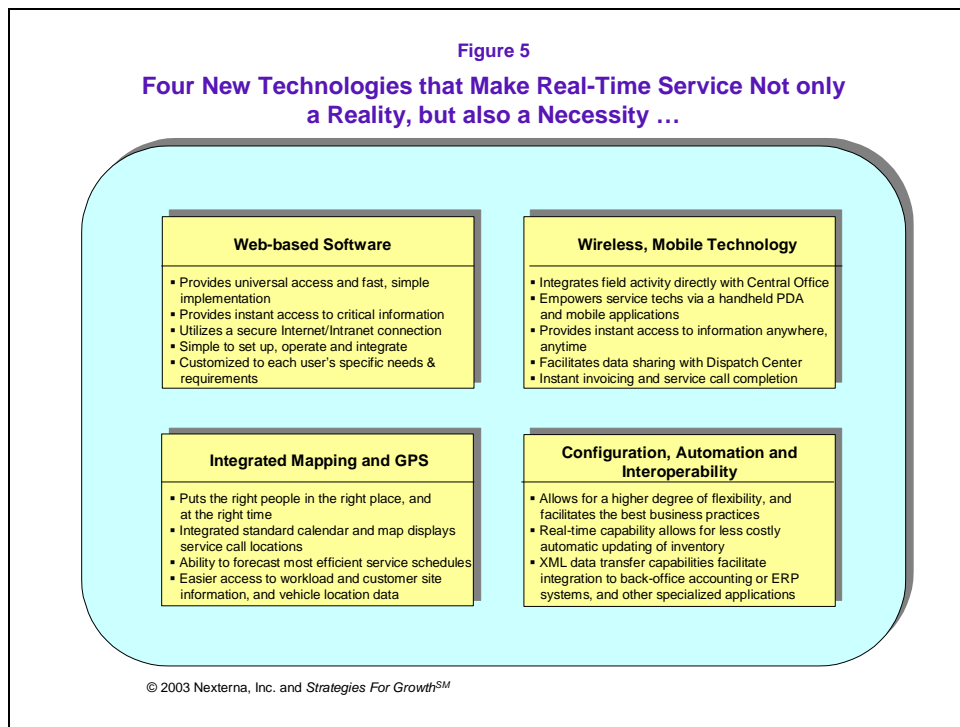 Figure 5
Four New Technologies that Make Real-Time Service Not only
a Reality, but also a Necessity …
Web-based Software
▪ Provides universal access and fast, simple
implementation
▪ Provides instant access to critical information
▪ Utilizes a secure Internet/Intranet connection
▪ Simple to set up, operate and integrate
▪ Customized to each user's specific needs &
requirements
Wireless, Mobile Technology
▪ Integrates field activity directly with Central Office
▪ Empowers service techs via a handheld PDA
and mobile applications
▪ Provides instant access to information anywhere,
anytime
▪ Facilitates data sharing with Dispatch Center
▪ Instant invoicing and service call completion
Integrated Mapping and GPS
▪ Puts the right people in the right place, and
at the right time
▪ Integrated standard calendar and map displays
service call locations
▪ Ability to forecast most efficient service schedules
▪ Easier access to workload and customer site
information, and vehicle location data
Configuration, Automation and
Interoperability
▪ Allows for a higher degree of flexibility, and
facilitates the best business practices
▪ Real-time capability allows for less costly
automatic updating of inventory
▪ XML data transfer capabilities facilitate
integration to back-office accounting or ERP
systems, and other specialized applications
© 2003 Nexterna, Inc. and Strategies For GrowthSM